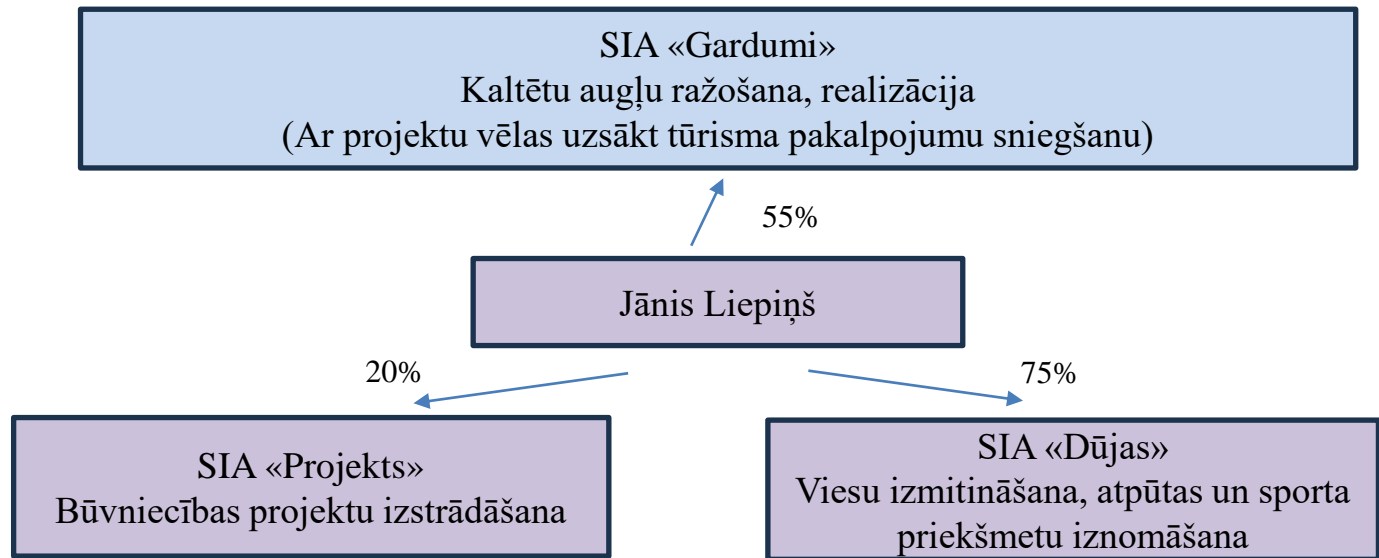 SIA «Gardumi»
Kaltētu augļu ražošana, realizācija
(Ar projektu vēlas uzsākt tūrisma pakalpojumu sniegšanu)
55%
Jānis Liepiņš
20%
75%
SIA «Projekts»
Būvniecības projektu izstrādāšana
SIA «Dūjas»
Viesu izmitināšana, atpūtas un sporta
priekšmetu iznomāšana